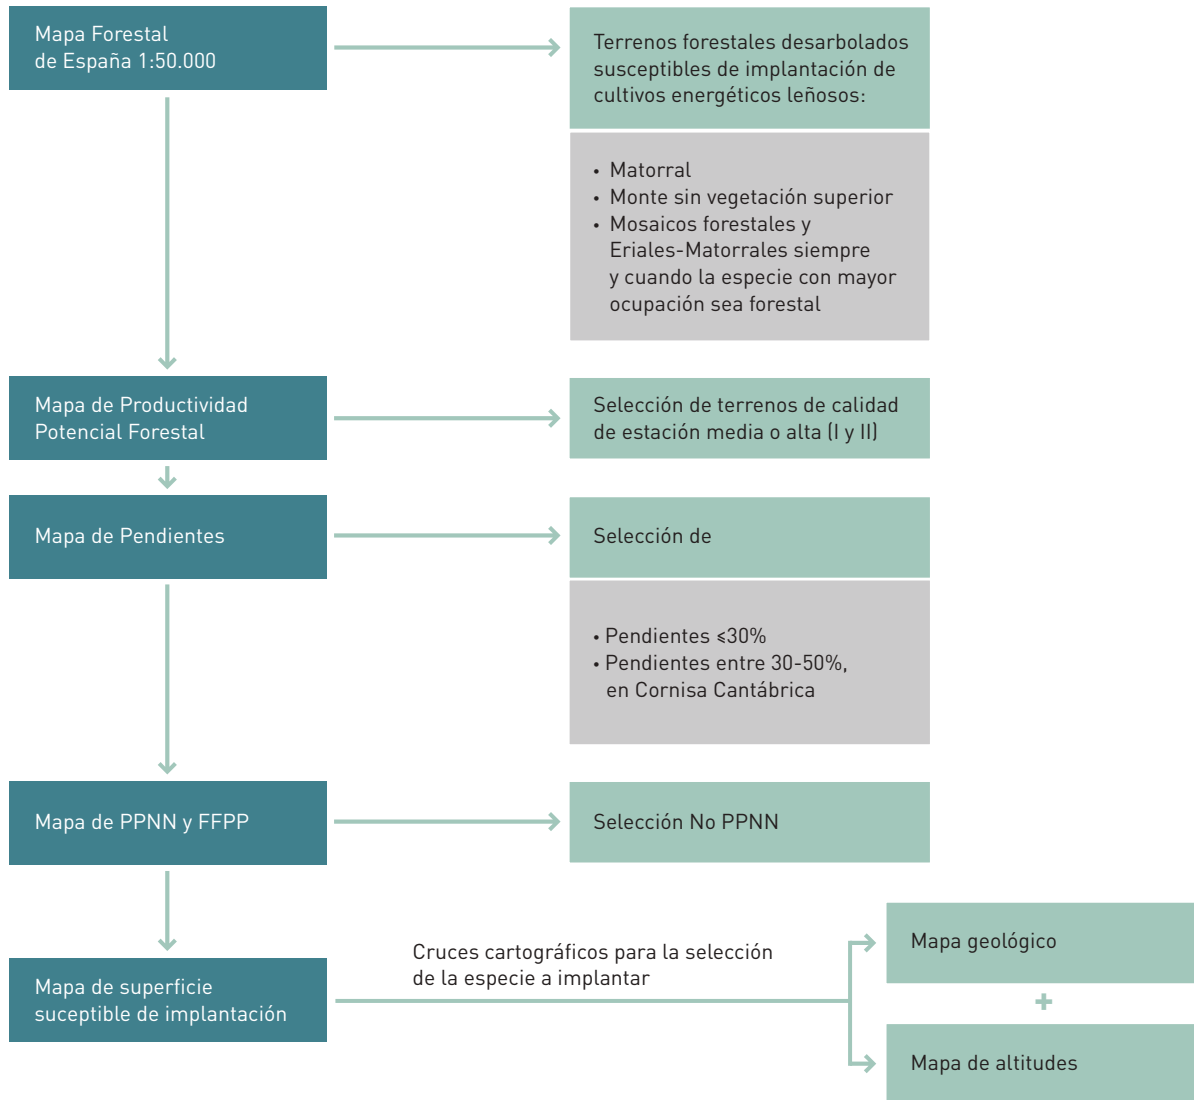 Mapa Forestal
de España 1:50.000
Terrenos forestales desarbolados
susceptibles de implantación de
cultivos energéticos leñosos:
• Matorral
• Monte sin vegetación superior
• Mosaicos forestales y
Eriales-Matorrales siempre
y cuando la especie con mayor
ocupación sea forestal
Mapa de Productividad
Potencial Forestal
Selección de terrenos de calidad
de estación media o alta (I y II)
Mapa de Pendientes
Selección de
• Pendientes ≤30%
• Pendientes entre 30-50%,
en Cornisa Cantábrica
Mapa de PPNN y FFPP
Selección No PPNN
Mapa de superficie
suceptible de implantación
Cruces cartográficos para la selección
de la especie a implantar
Mapa geológico
+
Mapa de altitudes